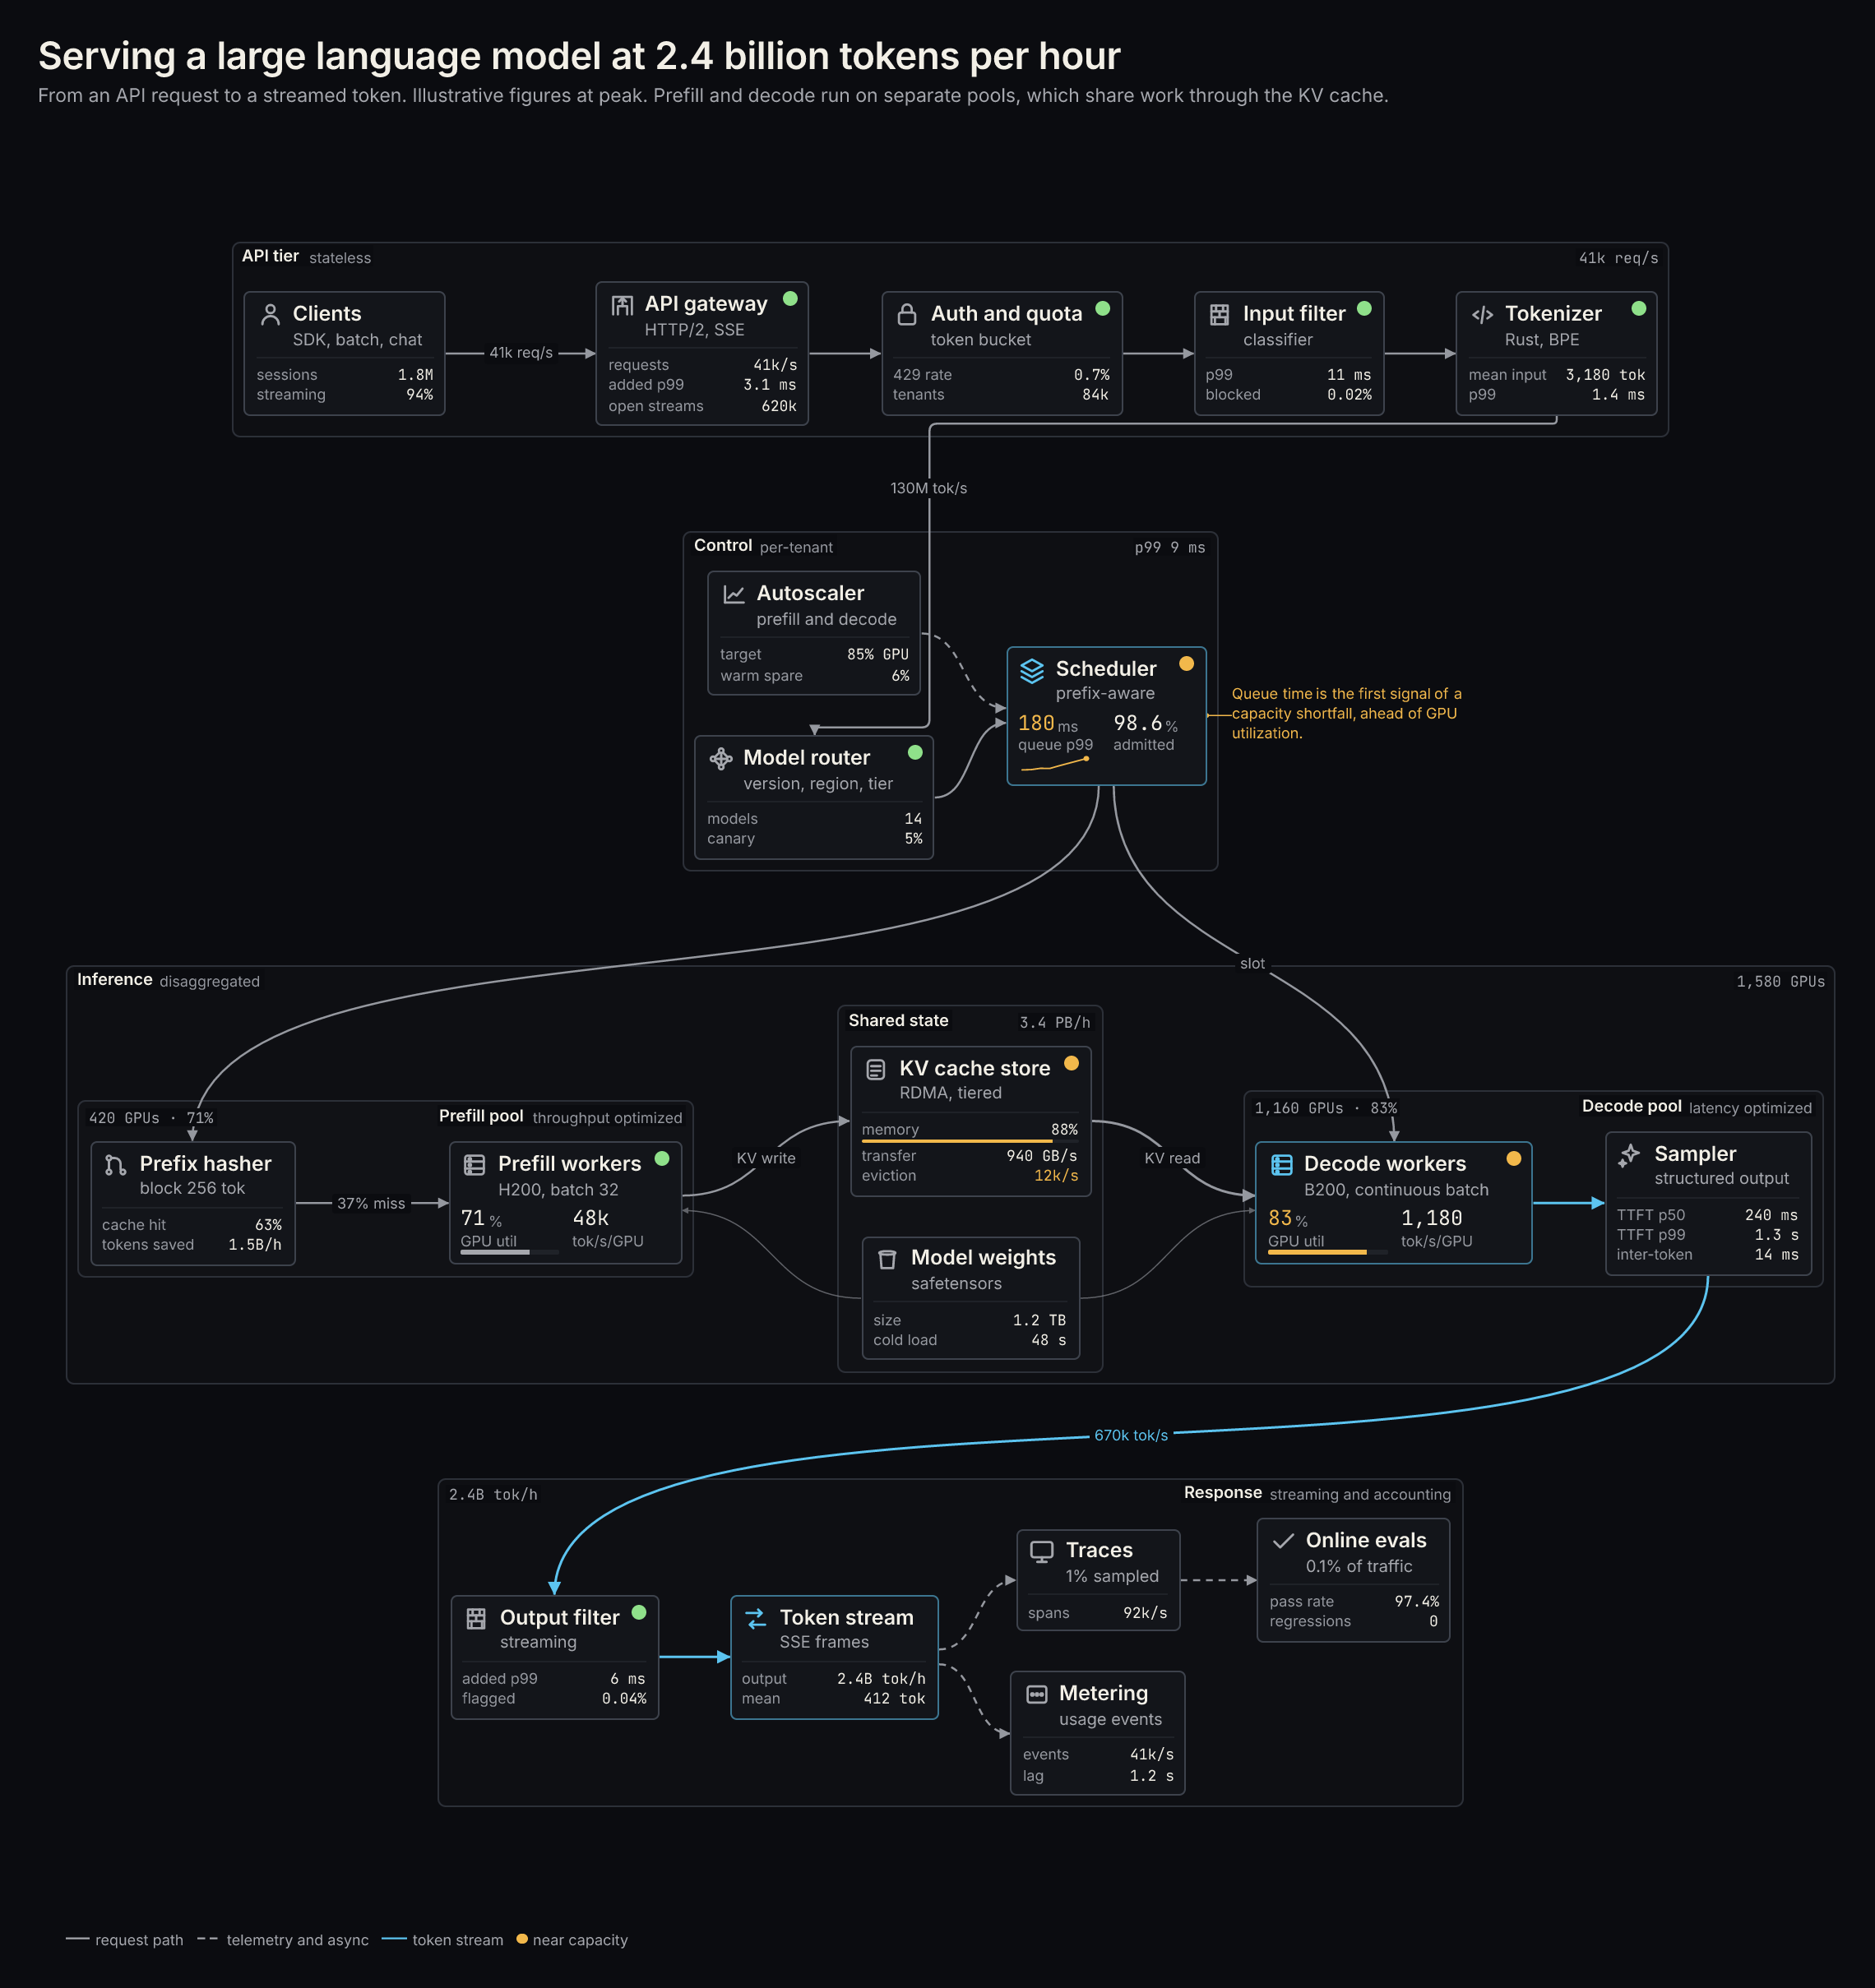 Serving a large language model at 2.4 billion tokens per hour
From an API request to a streamed token. Illustrative figures at peak. Prefill and decode run on separate pools, which share work through the KV cache.
API tier stateless
41k req/s
Clients
SDK, batch, chat
sessions 1.8M
streaming 94%
41k req/s
API gateway
HTTP/2, SSE
requests 41k/s
added p99 3.1 ms
open streams 620k
Auth and quota
token bucket
429 rate 0.7%
tenants 84k
Input filter
classifier
p99 11 ms
blocked 0.02%
Tokenizer
Rust, BPE
mean input 3,180 tok
p99 1.4 ms
130M tok/s
Control per-tenant
p99 9 ms
Autoscaler
prefill and decode
target 85% GPU
warm spare 6%
Scheduler
prefix-aware
180 ms 98.6 %
queue p99 admitted
Queue time is the first signal of a
capacity shortfall, ahead of GPU
utilization.
Model router
version, region, tier
models 14
canary 5%
slot
Inference disaggregated
1,580 GPUs
Shared state
3.4 PB/h
KV cache store
RDMA, tiered
memory 88%
transfer 940 GB/s
eviction 12k/s
420 GPUs · 71%
Prefill pool throughput optimized
Prefix hasher
block 256 tok
cache hit 63%
tokens saved 1.5B/h
37% miss
Prefill workers
H200, batch 32
71 % 48k
GPU util tok/s/GPU
KV write
KV read
Model weights
safetensors
size 1.2 TB
cold load 48 s
1,160 GPUs · 83%
Decode pool latency optimized
Decode workers
B200, continuous batch
83 % 1,180
GPU util tok/s/GPU
Sampler
structured output
TTFT p50 240 ms
TTFT p99 1.3 s
inter-token 14 ms
670k tok/s
2.4B tok/h
Response streaming and accounting
Output filter
streaming
added p99 6 ms
flagged 0.04%
Token stream
SSE frames
output 2.4B tok/h
mean 412 tok
Traces
1% sampled
spans 92k/s
Online evals
0.1% of traffic
pass rate 97.4%
regressions 0
Metering
usage events
events 41k/s
lag 1.2 s
request path
telemetry and async
token stream
near capacity